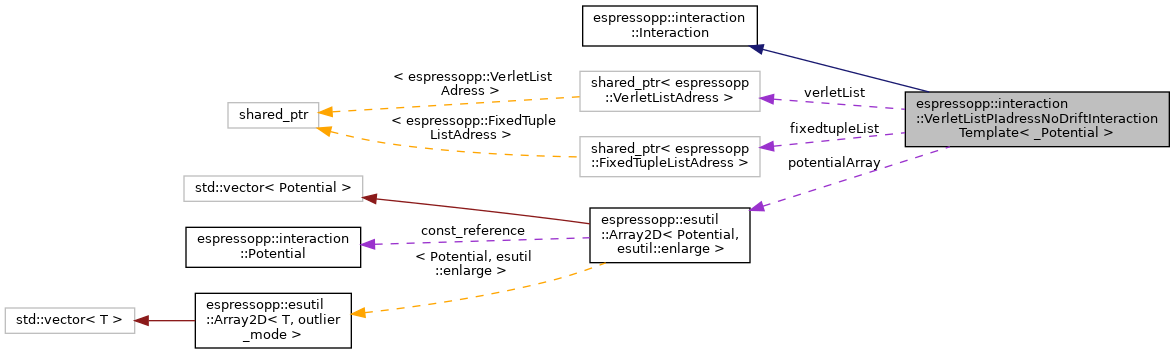 espressopp::interaction
::Interaction
< espressopp::VerletList
Adress >
shared_ptr< espressopp
::VerletListAdress >
verletList
espressopp::interaction
::VerletListPIadressNoDriftInteraction
Template< _Potential >
shared_ptr
< espressopp::FixedTuple
ListAdress >
fixedtupleList
shared_ptr< espressopp
::FixedTupleListAdress >
potentialArray
std::vector< Potential >
espressopp::esutil
::Array2D< Potential,
esutil::enlarge >
const_reference
espressopp::interaction
::Potential
< Potential, esutil
::enlarge >
espressopp::esutil
::Array2D< T, outlier
_mode >
std::vector< T >